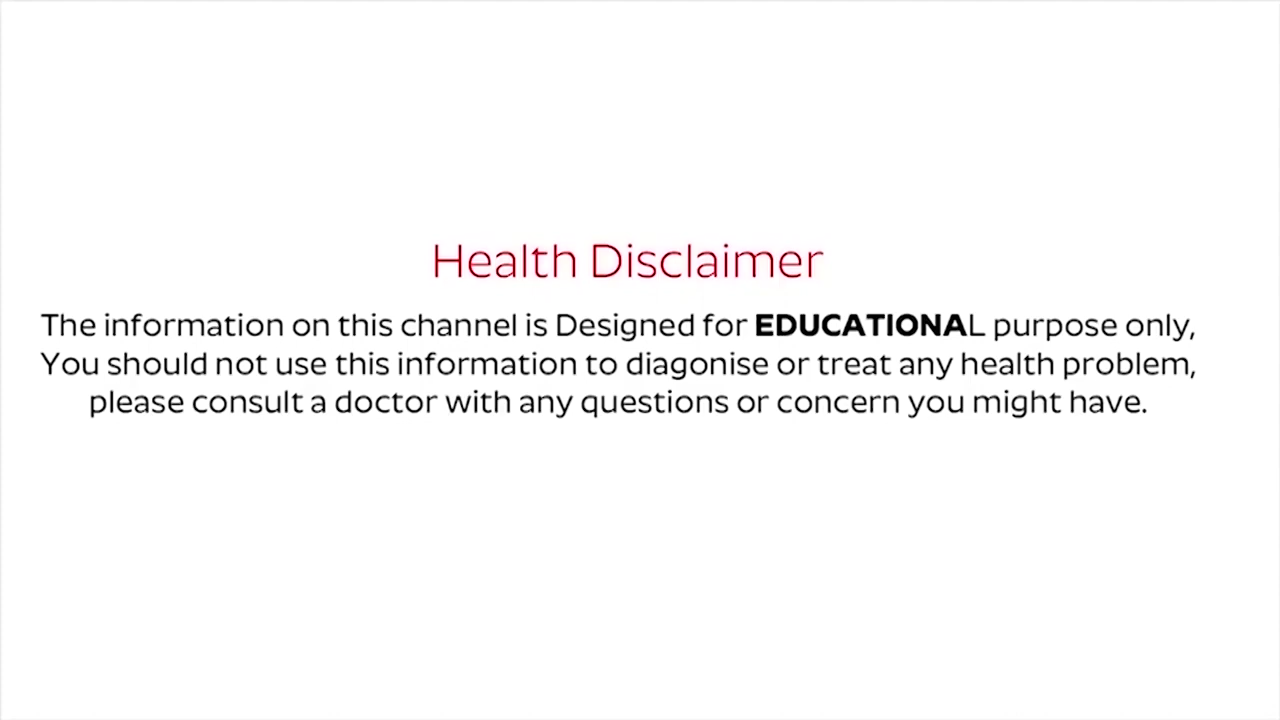 Health Disclaimer
The information on this channel is Designed for EDUCATIONAL purpose only,
You should not use this information to diagonise or treat any health problem,
please consult a doctor with any questions or concern you might have.